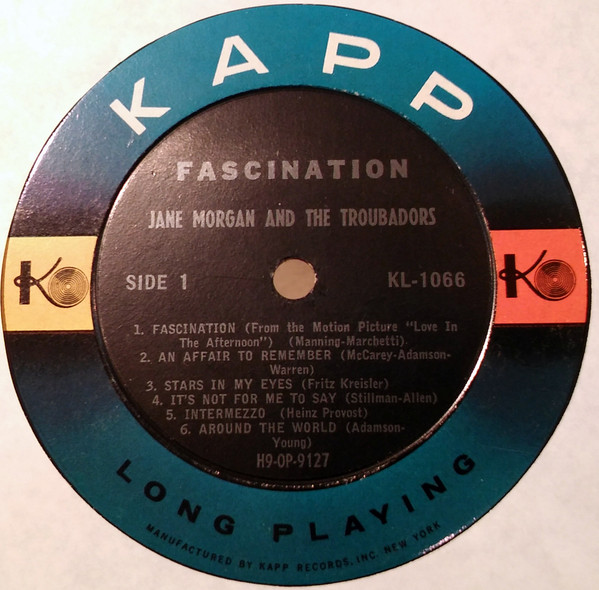 KAPP
FASCINATION
JANE MORGAN AND THE TROUBADORS
SIDE 1
KL-1066
1. FASCINATION (From the Motion Picture "Love In
The Afternoon") (Manning-Marchetti)
2. AN AFFAIR TO REMEMBER (McCarey-Adamson-
Warren)
3. STARS IN MY EYES (Fritz Kreisler)
4. IT'S NOT FOR ME TO SAY (Stillman-Allen)
5. INTERMEZZO (Heinz Provost)
6. AROUND THE WORLD (Adamson-
Young)
H9-OP-9127
K
K
LONG PLAYING
MANUFACTURED BY KAPP RECORDS, INC. NEW YORK